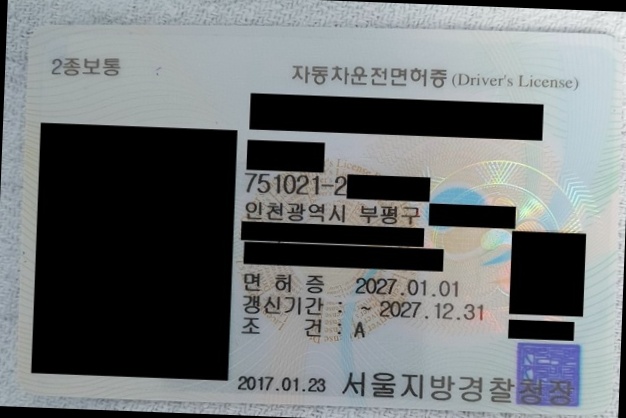 2종보통
자동차운전면허증 (Driver's License)
751021-2
인천광역시 부평구
면 허 증 2027.01.01
갱신기간 : ~ 2027.12.31
조 건 : A
2017.01.23 서울지방경찰청장